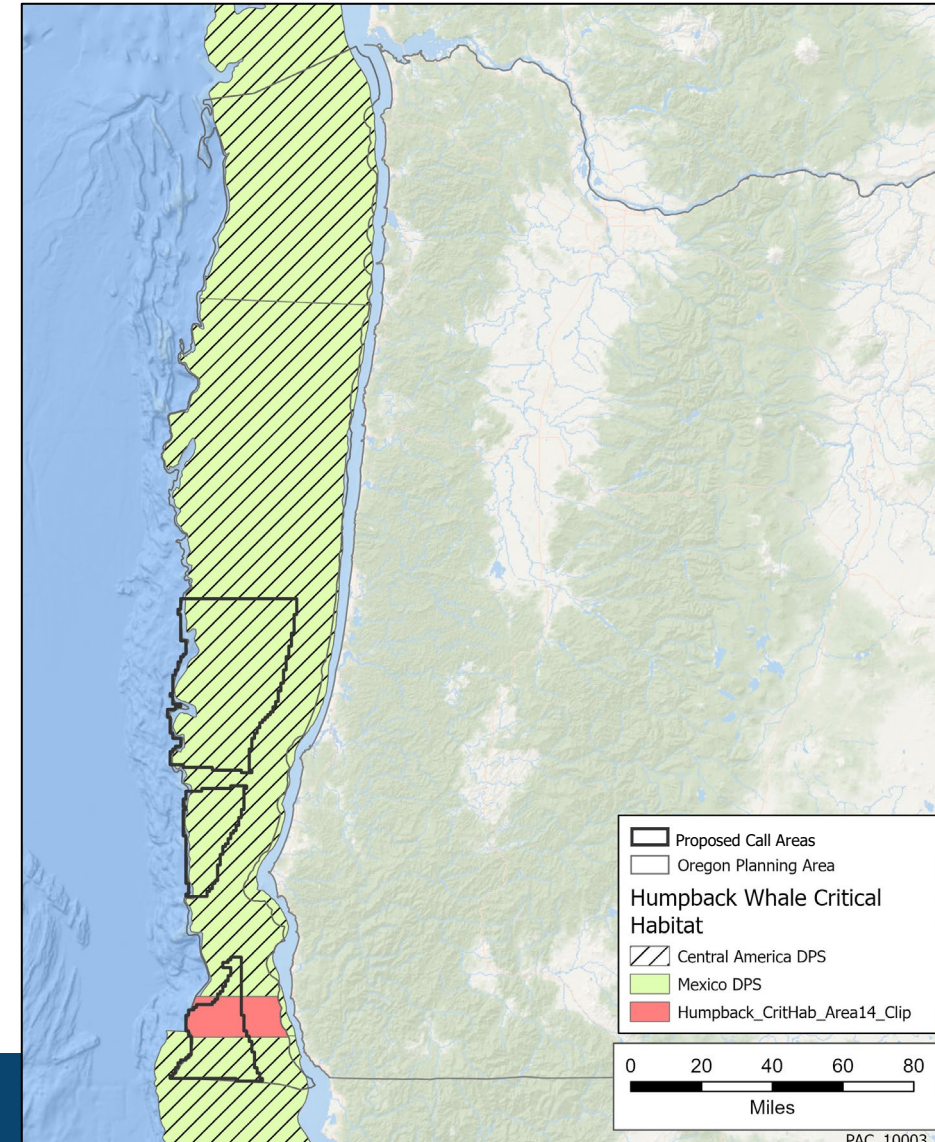 Proposed Call Areas
Oregon Planning Area
Humpback Whale Critical
Habitat
Central America DPS
Mexico DPS
Humpback_CritHab_Area14_Clip
0 20 40 60 80
Miles
PAC_10003